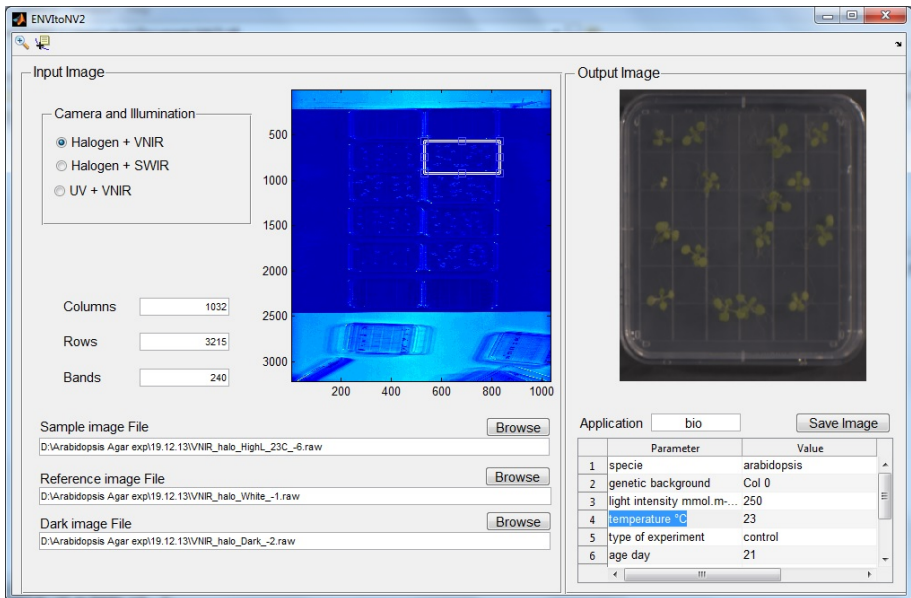 ENVItoNV2
Input Image
Camera and Illumination
Halogen + VNIR
Halogen + SWIR
UV + VNIR
500
1000
1500
2000
2500
3000
200 400 600 800 1000
Columns 1032
Rows 3215
Bands 240
Sample image File Browse
D:\Arabidopsis Agar exp\19.12.13\VNIR_halo_HighL_23C_-6.raw
Reference image File Browse
D:\Arabidopsis Agar exp\19.12.13\VNIR_halo_White_-1.raw
Dark image File Browse
D:\Arabidopsis Agar exp\19.12.13\VNIR_halo_Dark_-2.raw
Output Image
Application bio Save Image
Parameter Value
1 specie arabidopsis
2 genetic background Col 0
3 light intensity mmol.m-... 250
4 temperature °C 23
5 type of experiment control
6 age day 21